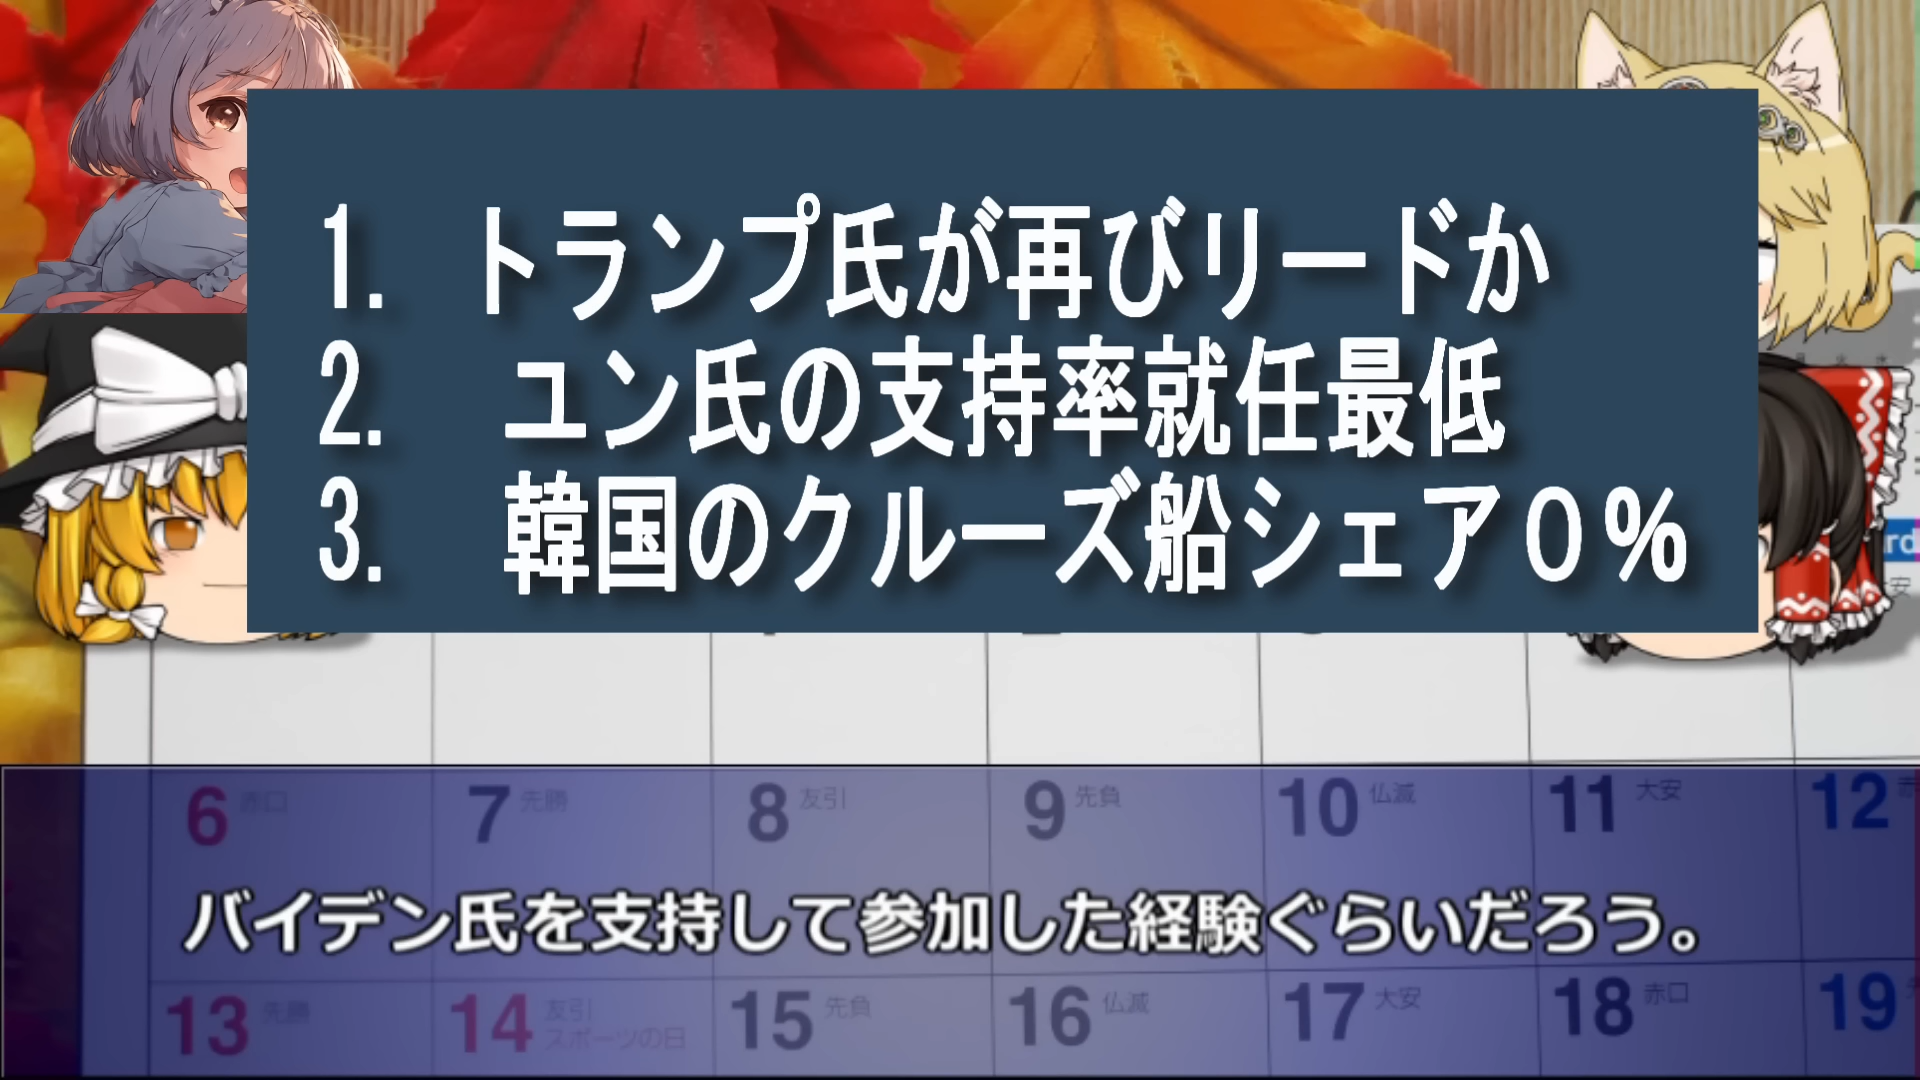 1. トランプ氏が再びリードか
2. ユン氏の支持率就任最低
3. 韓国のクルーズ船シェア０％
6 赤口 7 先勝 8 友引 9 先負 10 仏滅 11 大安 12
バイデン氏を支持して参加した経験ぐらいだろう。
13 先勝 14 友引 15 先負 16 仏滅 17 大安 18 赤口 19
スポーツの日